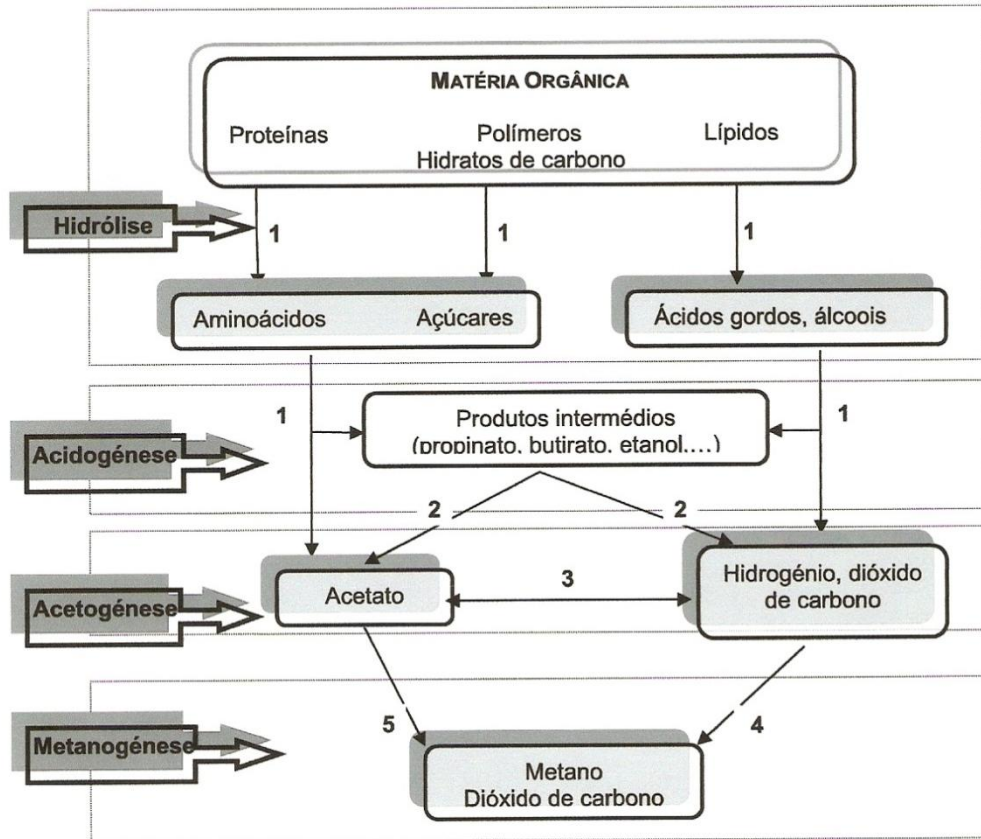 MATÉRIA ORGÂNICA
Proteínas Polímeros Lípidos
Hidratos de carbono
Hidrólise
1 1 1
Aminoácidos Açúcares Ácidos gordos, álcoois
1 Produtos intermédios 1
(propinato, butirato, etanol,...)
Acidogénese
2 2
Acetogénese
Acetato 3 Hidrogénio, dióxido
de carbono
5 4
Metanogénese
Metano
Dióxido de carbono